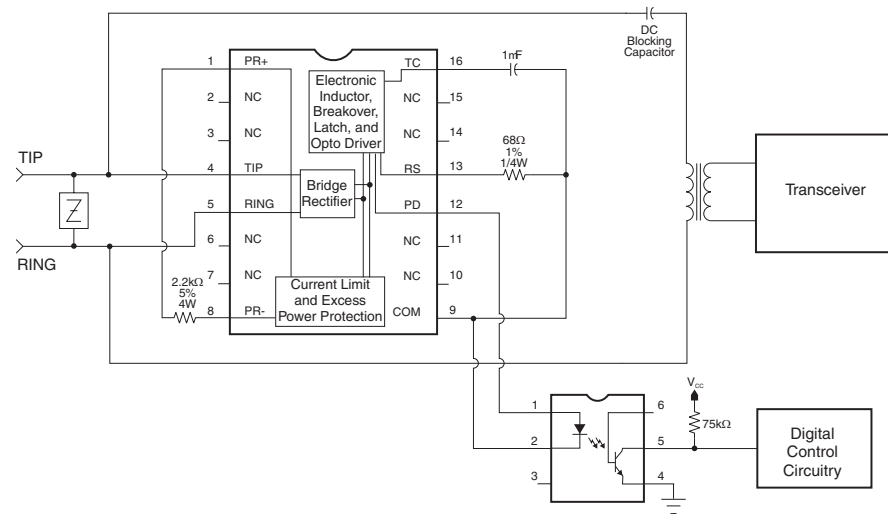 DC
Blocking
Capacitor
1 PR+
2 NC
3 NC
4 TIP
5 RING
6 NC
7 NC
8 PR-
TC 16
NC 15
NC 14
RS 13
PD 12
NC 11
NC 10
COM 9
Electronic
Inductor,
Breakover,
Latch, and
Opto Driver
Bridge
Rectifier
Current Limit
and Excess
Power Protection
1mF
68Ω
1%
1/4W
TIP
Z
RING
2.2kΩ
5%
4W
Transceiver
1
2
3
6
5
4
VCC
75kΩ
Digital
Control
Circuitry